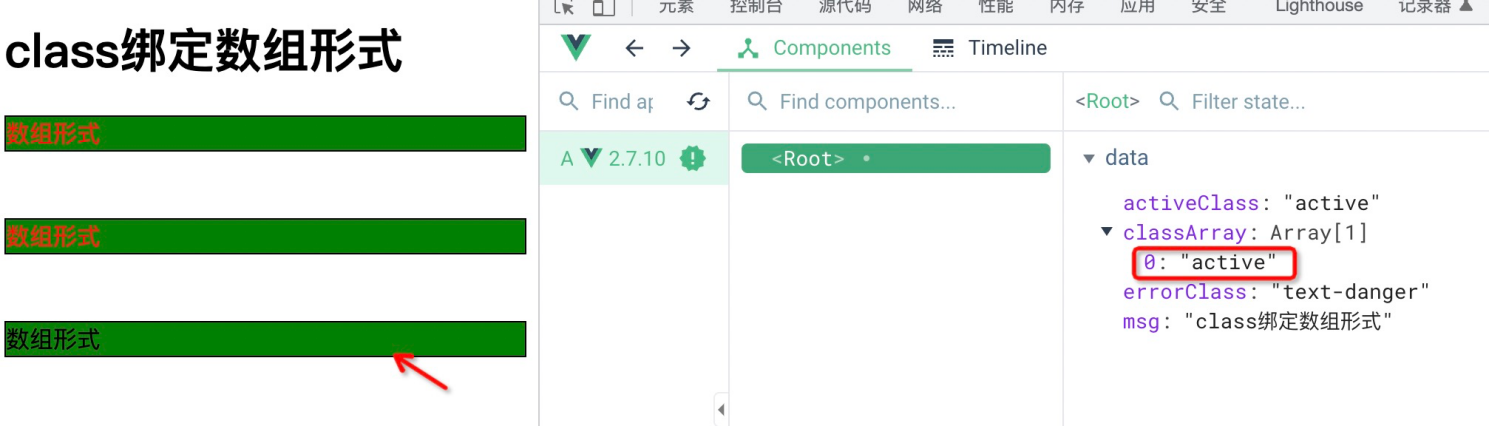 class绑定数组形式
数组形式
数组形式
数组形式
元素 控制台 源代码 网络 性能 内存 应用 安全 Lighthouse 记录器
Components Timeline
Find ap
Find components...
<Root> Filter state...
A 2.7.10
<Root>
data
activeClass: "active"
classArray: Array[1]
0: "active"
errorClass: "text-danger"
msg: "class绑定数组形式"